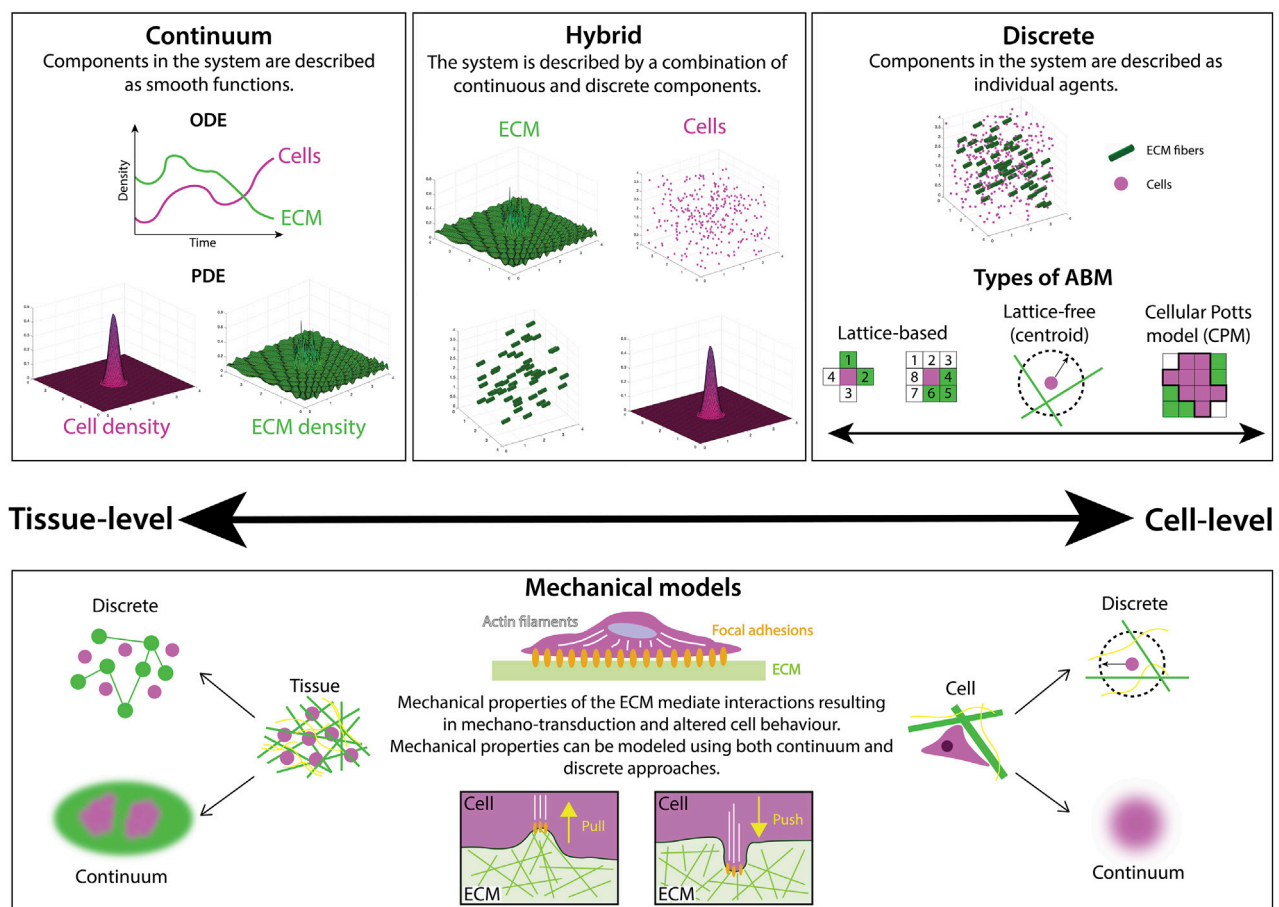 Continuum
Components in the system are described
as smooth functions.
ODE
Density
Cells
ECM
Time
PDE
Cell density
ECM density
Hybrid
The system is described by a combination of
continuous and discrete components.
ECM
Cells
Discrete
Components in the system are described as
individual agents.
ECM fibers
Cells
Types of ABM
Lattice-based
1
4 2
3
1 2 3
8 4
7 6 5
Lattice-free
(centroid)
Cellular Potts
model (CPM)
Tissue-level
Cell-level
Mechanical models
Discrete
Tissue
Continuum
Actin filaments
Focal adhesions
ECM
Mechanical properties of the ECM mediate interactions resulting
in mechano-transduction and altered cell behaviour.
Mechanical properties can be modeled using both continuum and
discrete approaches.
Cell
Pull
ECM
Cell
Push
ECM
Discrete
Cell
Continuum